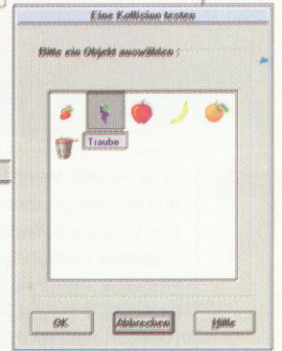 Eine Kollision testen
Bitte ein Objekt auswählen :
Traube
OK
Abbrechen
Hilfe